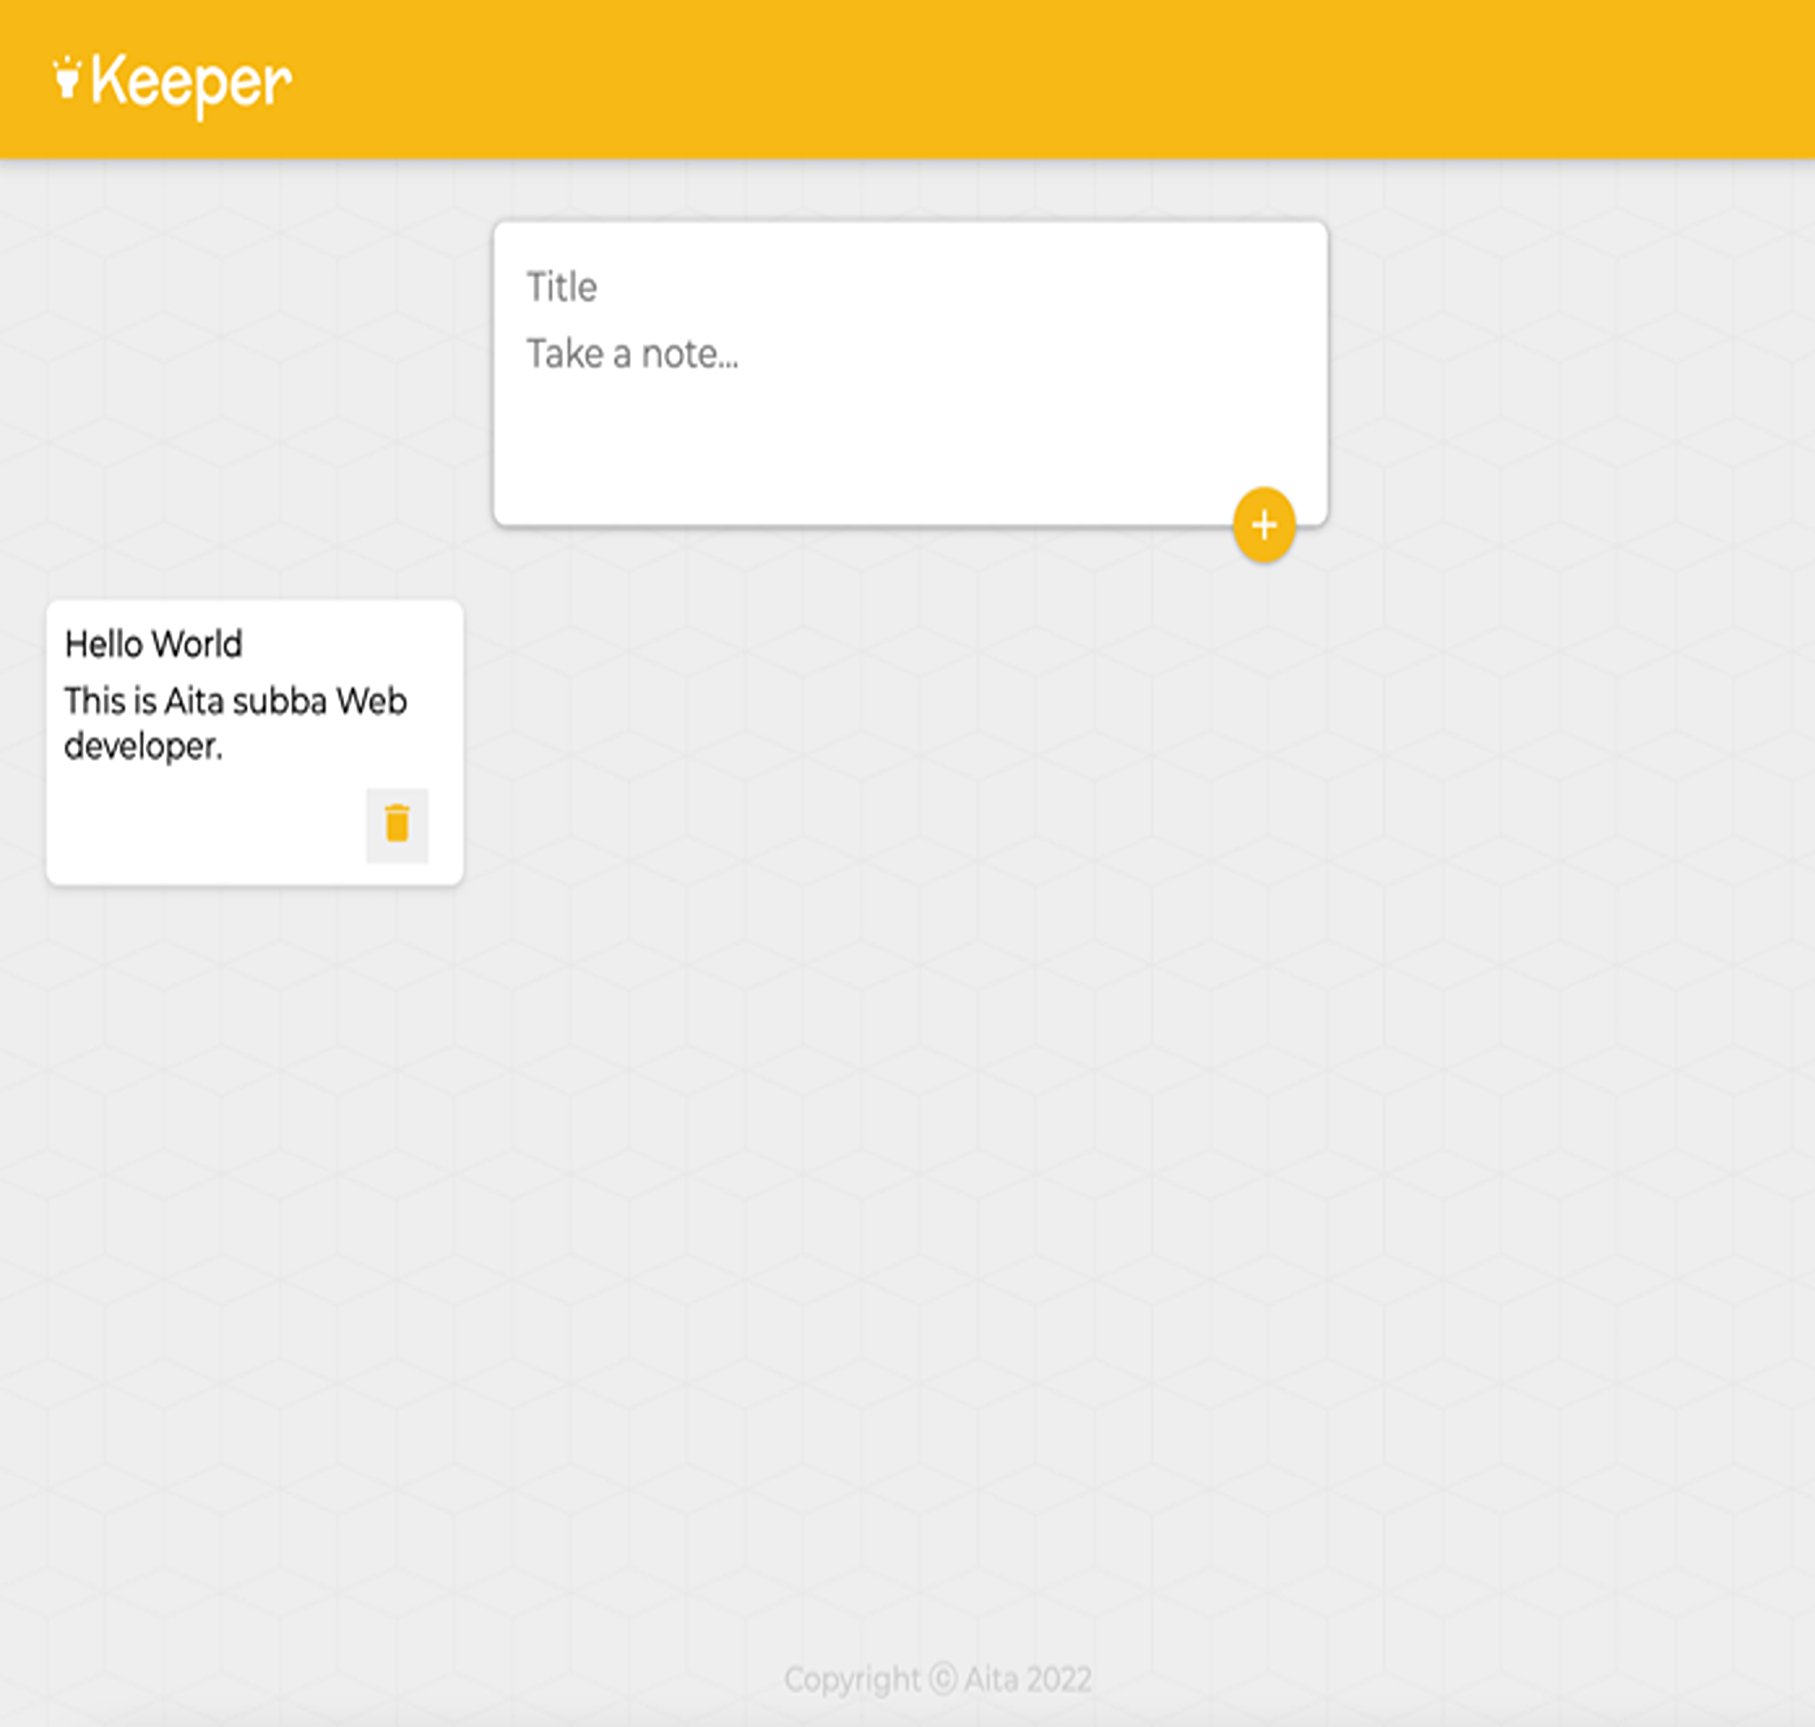 Keeper
Title
Take a note...
+
Hello World
This is Aita subba Web
developer.
Copyright © Aita 2022